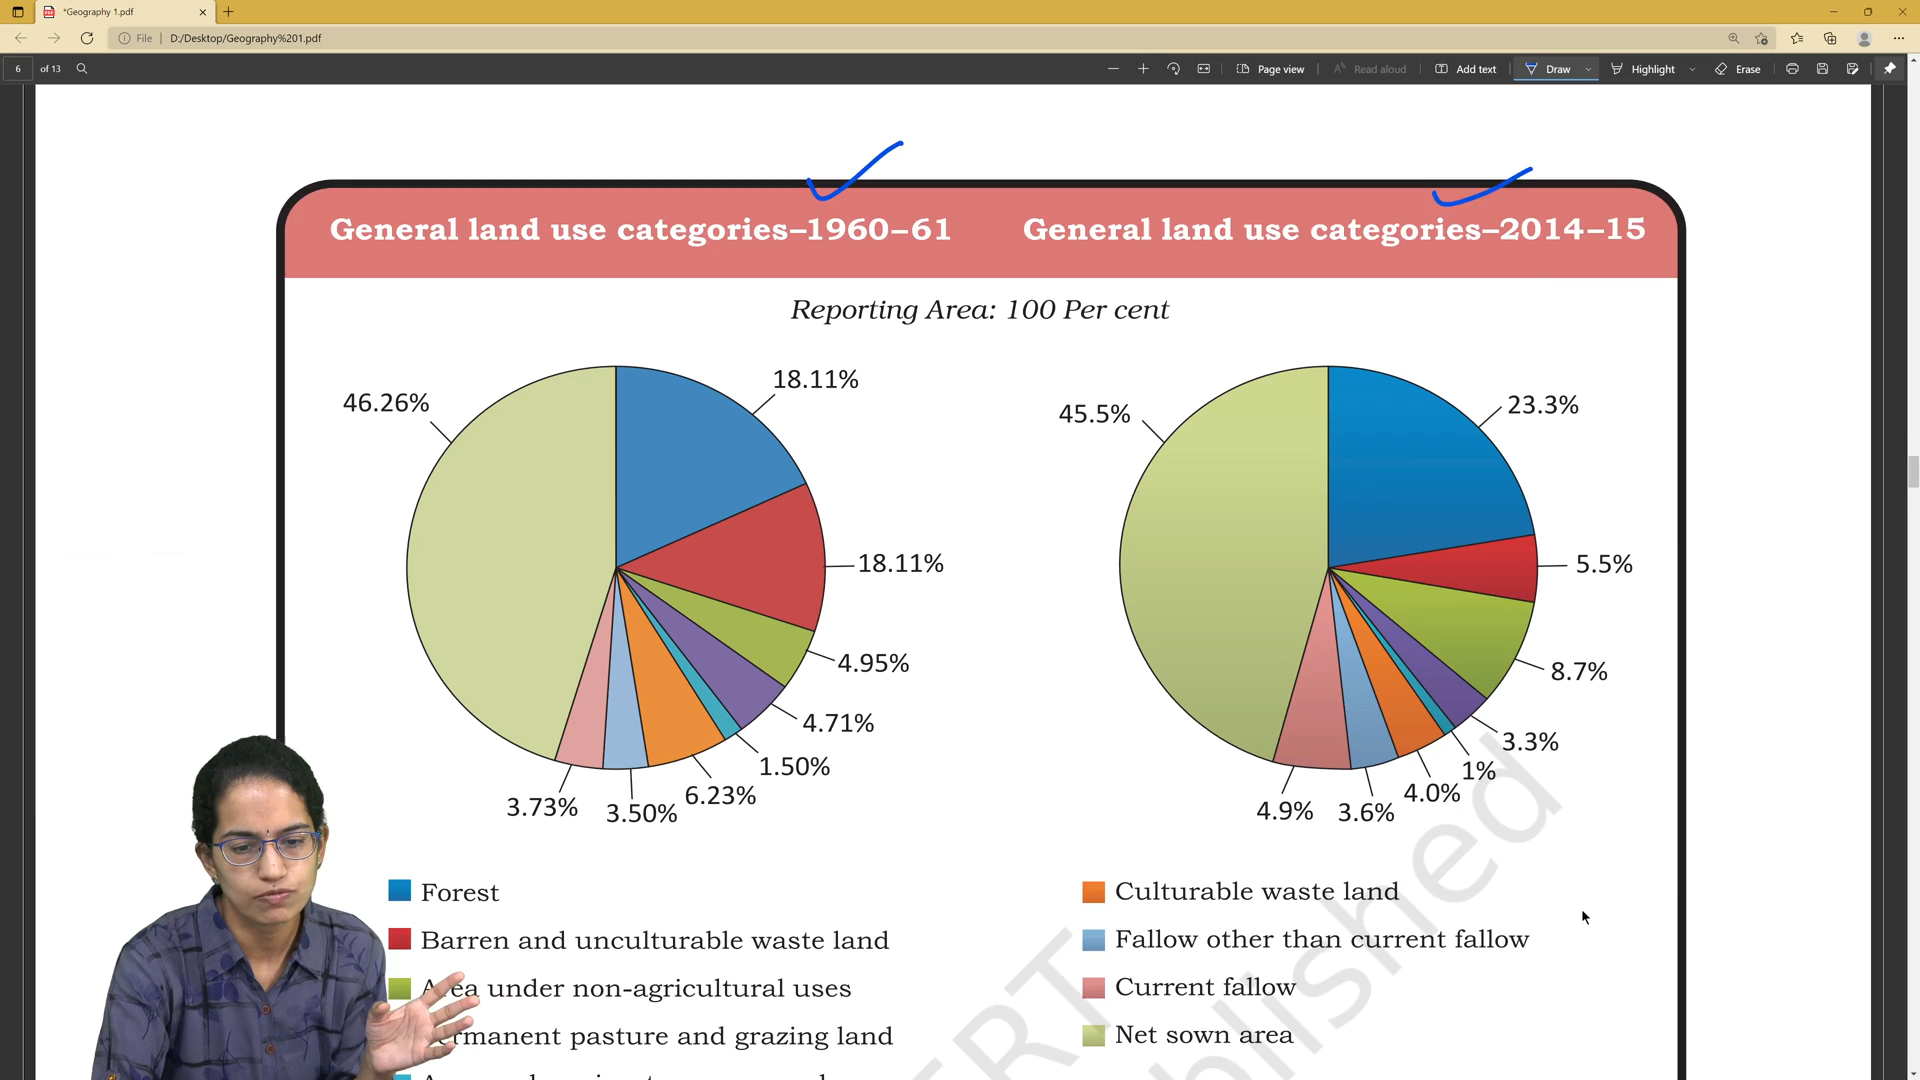 *Geography 1.pdf
File
D:/Desktop/Geography%201.pdf
6 of 13
Page view
Read aloud
Add text
Draw
Highlight
Erase
General land use categories–1960–61
General land use categories–2014–15
Reporting Area: 100 Per cent
46.26%
18.11%
18.11%
4.95%
4.71%
1.50%
6.23%
3.50%
3.73%
45.5%
23.3%
5.5%
8.7%
3.3%
1%
4.0%
3.6%
4.9%
Forest
Barren and unculturable waste land
Area under non-agricultural uses
pasture and grazing land
Culturable waste land
Fallow other than current fallow
Current fallow
Net sown area